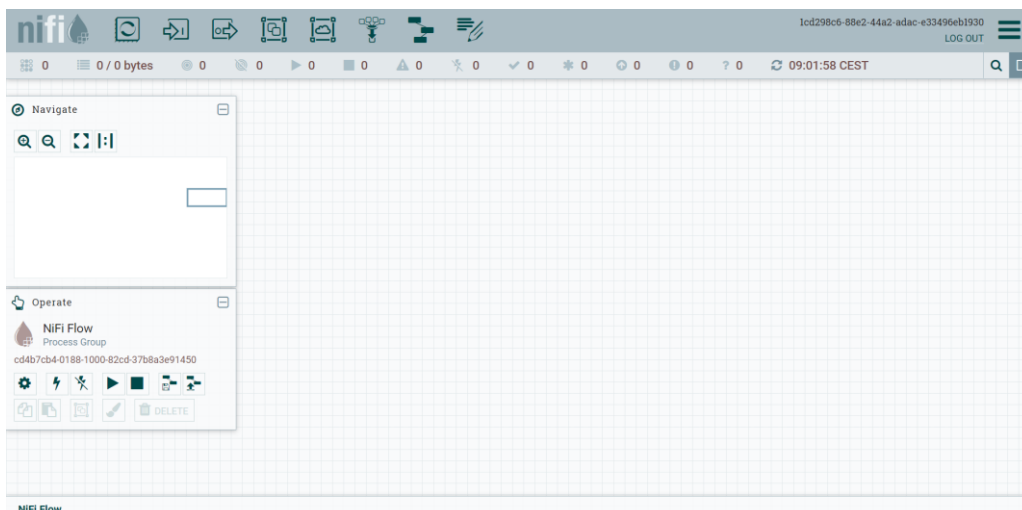 nifi
1cd298c6-88e2-44a2-adac-e33496eb1930
LOG OUT
0 0 / 0 bytes 0 0 0 0 0 0 0 0 0 0 ? 0 09:01:58 CEST
Navigate
Operate
NiFi Flow
Process Group
cd4b7cb4-0188-1000-82cd-37b8a3e91450
DELETE
NiFi Flow